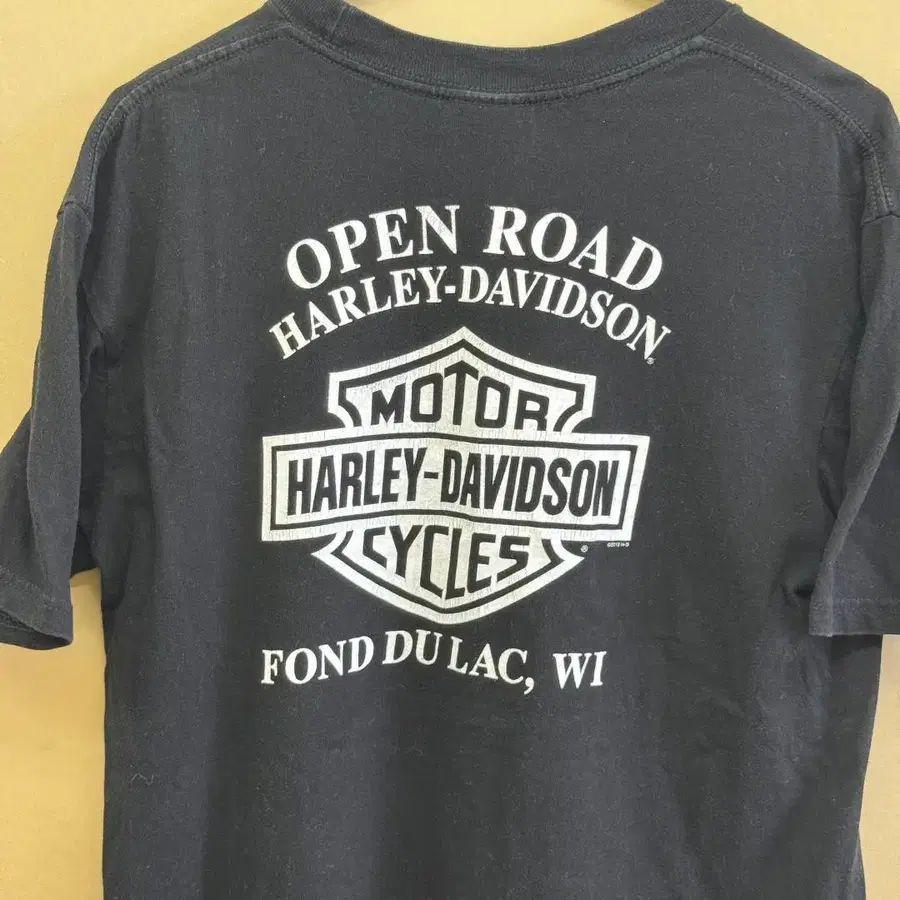 OPEN ROAD
HARLEY-DAVIDSON®
MOTOR
HARLEY-DAVIDSON
CYCLES
®
FOND DU LAC, WI